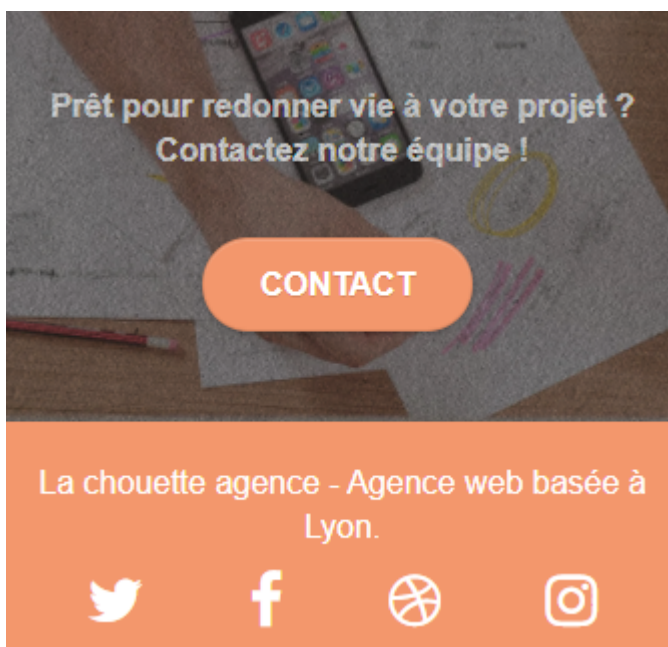 Prêt pour redonner vie à votre projet ?
Contactez notre équipe !
CONTACT
La chouette agence - Agence web basée à
Lyon.